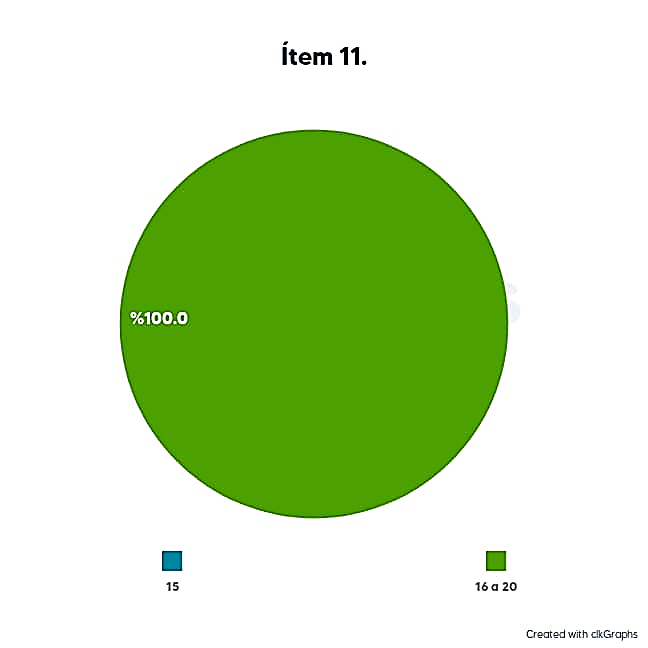 Ítem 11.
%100.0
15
16 a 20
Created with clkGraphs